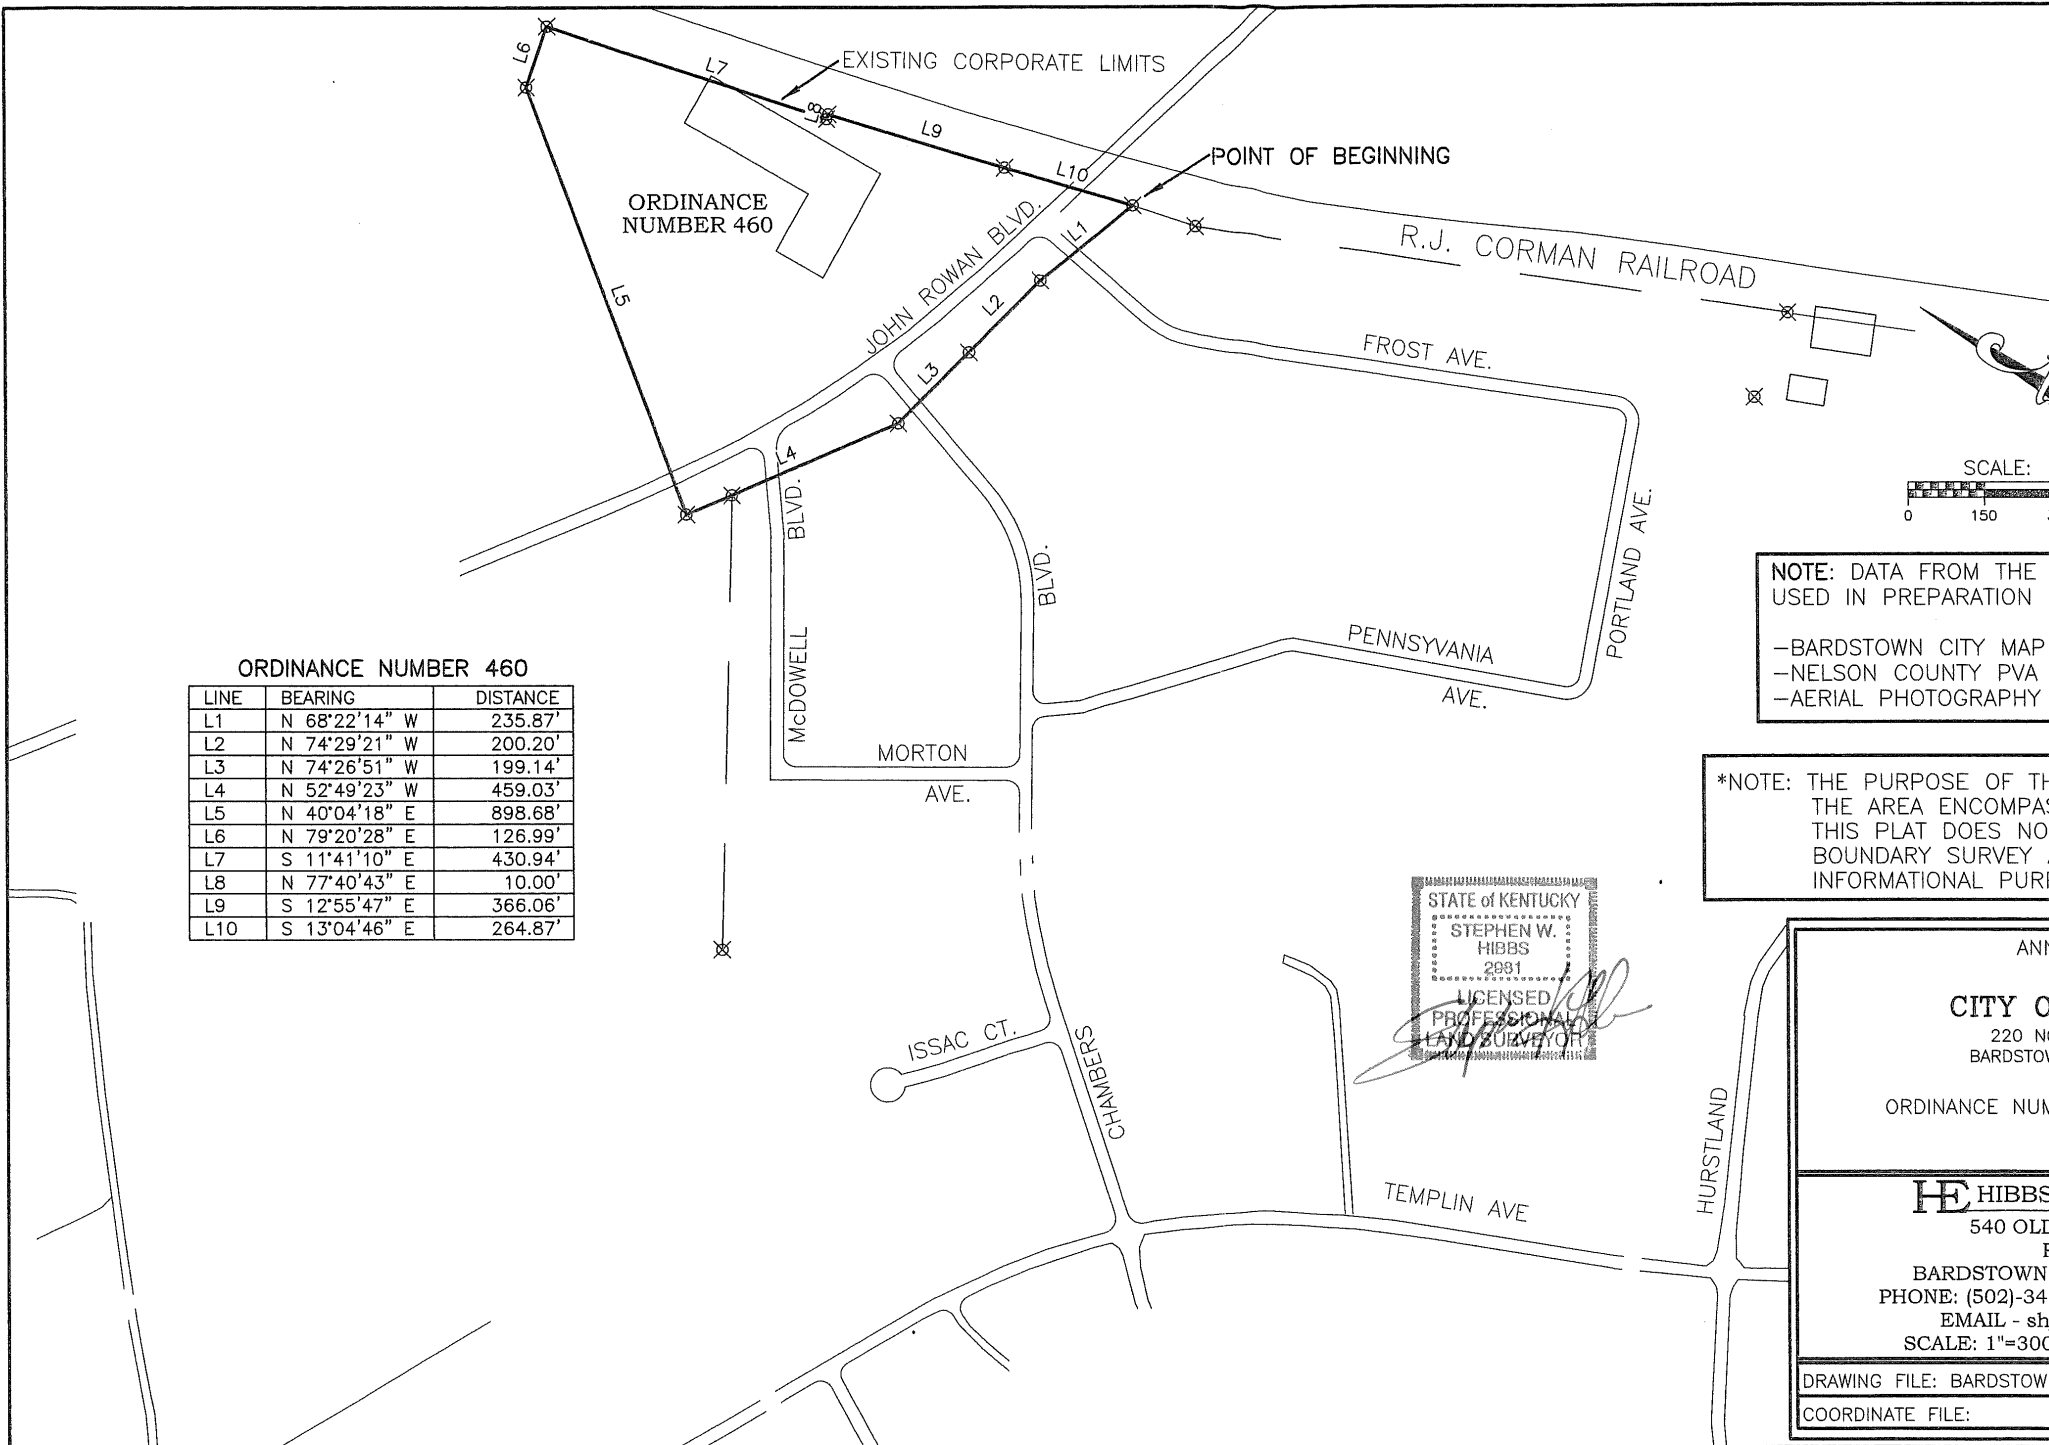 L6
L7
EXISTING CORPORATE LIMITS
L8
L9
L10
POINT OF BEGINNING
ORDINANCE
NUMBER 460
JOHN ROWAN BLVD.
L1
R.J. CORMAN RAILROAD
L5
L2
L3
FROST AVE.
L4
BLVD.
BLVD.
PORTLAND AVE.
SCALE:
0 150
NOTE: DATA FROM THE
USED IN PREPARATION
-BARDSTOWN CITY MAP
-NELSON COUNTY PVA
-AERIAL PHOTOGRAPHY
PENNSYVANIA
AVE.
McDOWELL
MORTON
AVE.
ORDINANCE NUMBER 460
LINE BEARING DISTANCE
L1 N 68°22'14" W 235.87'
L2 N 74°29'21" W 200.20'
L3 N 74°26'51" W 199.14'
L4 N 52°49'23" W 459.03'
L5 N 40°04'18" E 898.68'
L6 N 79°20'28" E 126.99'
L7 S 11°41'10" E 430.94'
L8 N 77°40'43" E 10.00'
L9 S 12°55'47" E 366.06'
L10 S 13°04'46" E 264.87'
*NOTE: THE PURPOSE OF TH
THE AREA ENCOMPAS
THIS PLAT DOES NO
BOUNDARY SURVEY
INFORMATIONAL PUR
STATE of KENTUCKY
STEPHEN W.
HIBBS
2981
LICENSED
PROFESSIONAL
LAND SURVEYOR
ISSAC CT.
CHAMBERS
HURSTLAND
TEMPLIN AVE
ANN
CITY O
220 NO
BARDSTOW
ORDINANCE NUM
HE HIBBS
540 OLD
BARDSTOWN
PHONE: (502)-34
EMAIL - sh
SCALE: 1"=300
DRAWING FILE: BARDSTOW
COORDINATE FILE: